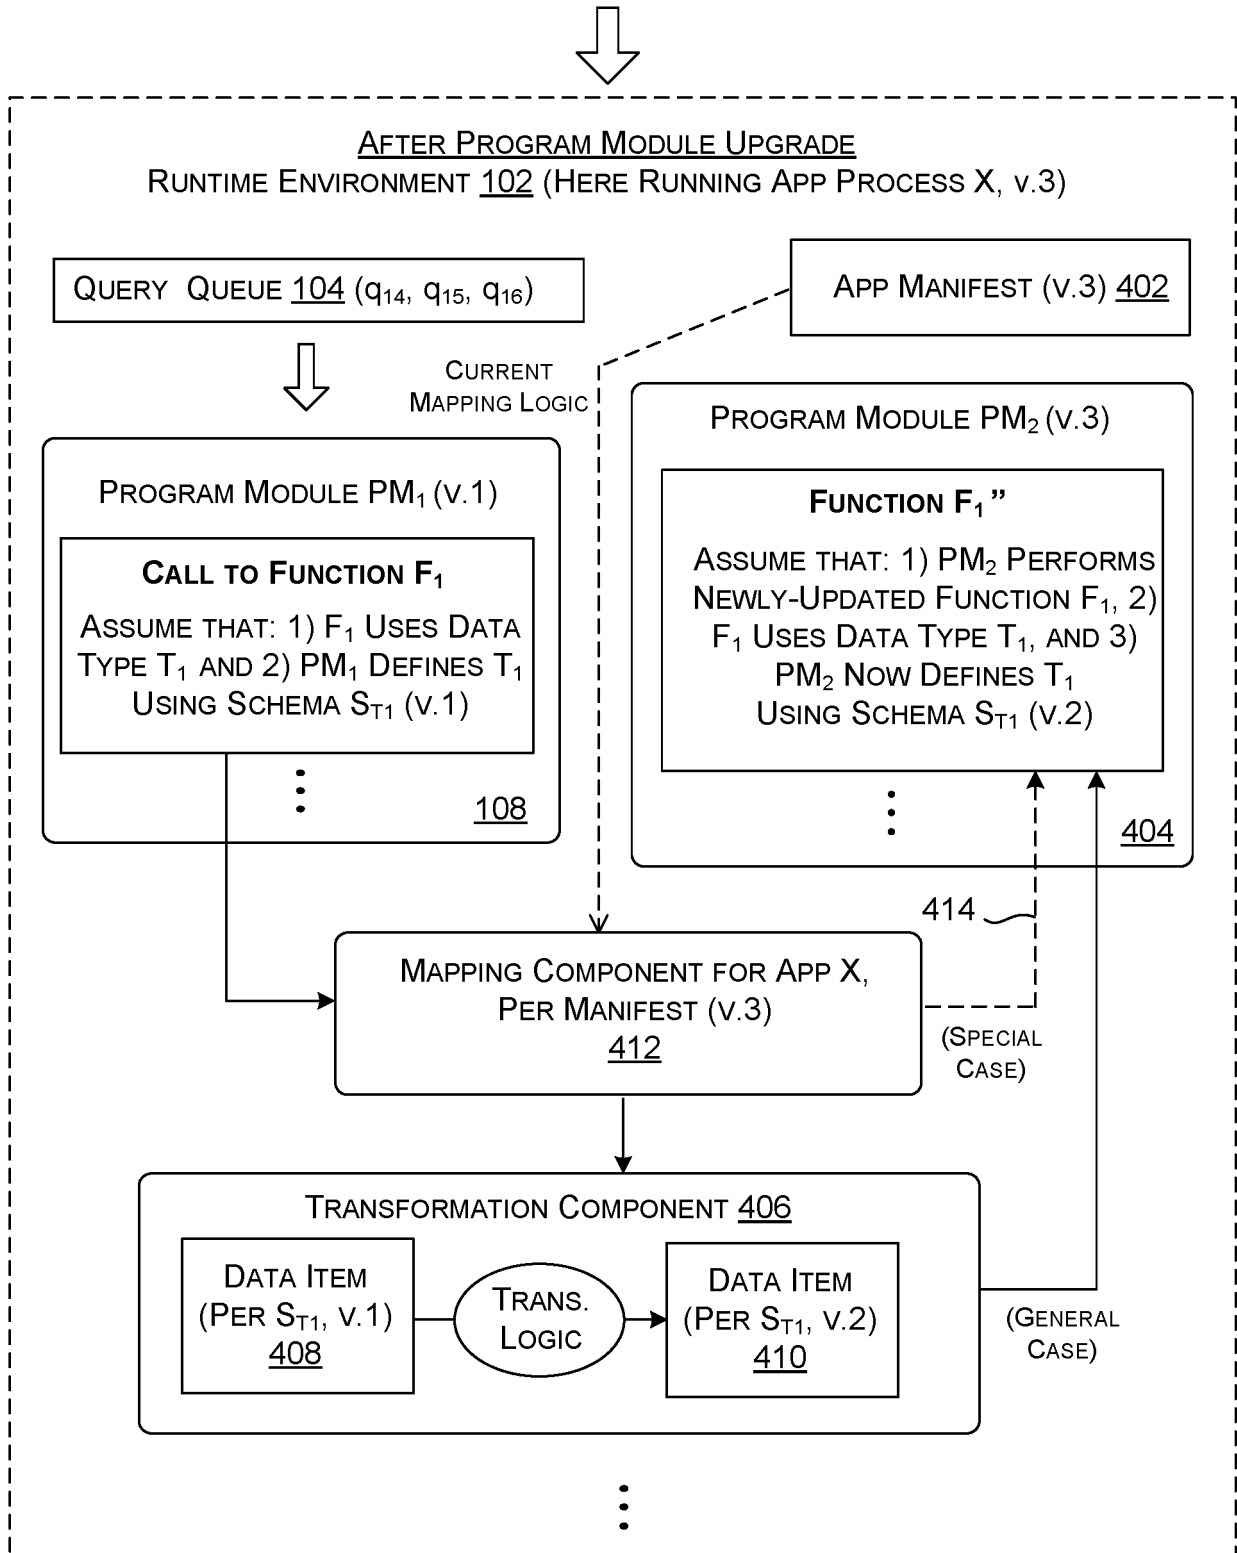 AFTER PROGRAM MODULE UPGRADE
RUNTIME ENVIRONMENT 102 (HERE RUNNING APP PROCESS X, V.3)
QUERY QUEUE 104 (q14, q15, q16)
APP MANIFEST (V.3) 402
CURRENT
MAPPING LOGIC
PROGRAM MODULE PM1 (V.1)
CALL TO FUNCTION F1
ASSUME THAT: 1) F1 USES DATA
TYPE T1 AND 2) PM1 DEFINES T1
USING SCHEMA ST1 (V.1)
108
PROGRAM MODULE PM2 (V.3)
FUNCTION F1 ”
ASSUME THAT: 1) PM2 PERFORMS
NEWLY-UPDATED FUNCTION F1, 2)
F1 USES DATA TYPE T1, AND 3)
PM2 NOW DEFINES T1
USING SCHEMA ST1 (V.2)
404
414
MAPPING COMPONENT FOR APP X,
PER MANIFEST (V.3)
412
(SPECIAL
CASE)
TRANSFORMATION COMPONENT 406
DATA ITEM
(PER ST1, V.1)
408
TRANS.
LOGIC
DATA ITEM
(PER ST1, V.2)
410
(GENERAL
CASE)